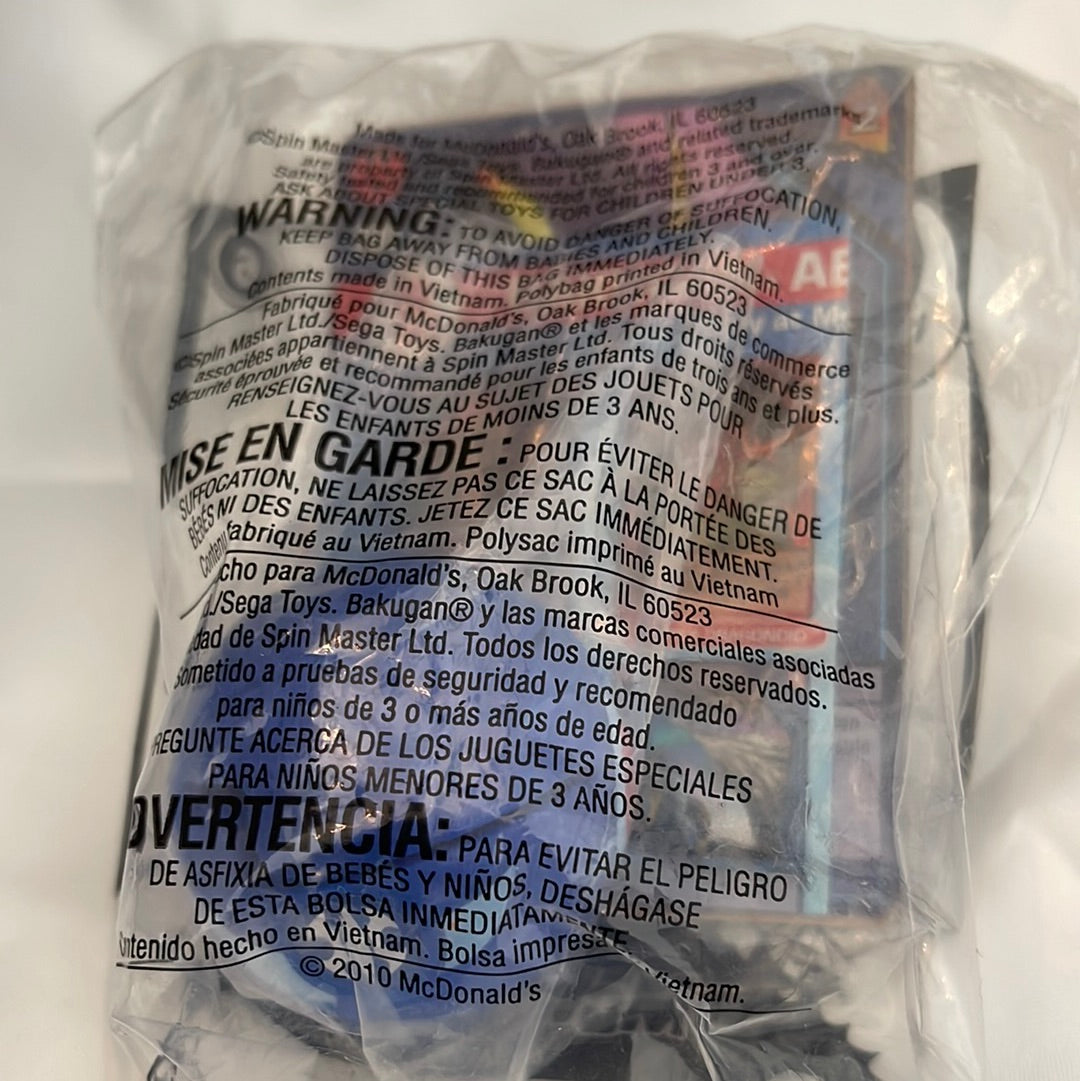 Made for McDonald's, Oak Brook, IL 60523
©Spin Master Ltd./Sega Toys. Bakugan® and related trademarks
are property of Spin Master Ltd. All rights reserved.
Safety tested and recommended for children 3 and over.
ASK ABOUT SPECIAL TOYS FOR CHILDREN UNDER 3.
WARNING: TO AVOID DANGER OF SUFFOCATION,
KEEP BAG AWAY FROM BABIES AND CHILDREN.
DISPOSE OF THIS BAG IMMEDIATELY.
Contents made in Vietnam. Polybag printed in Vietnam.
Fabriqué pour McDonald's, Oak Brook, IL 60523
©Spin Master Ltd./Sega Toys. Bakugan® et les marques de commerce
associées appartiennent à Spin Master Ltd. Tous droits réservés
Sécurité éprouvée et recommandé pour les enfants de trois ans et plus.
RENSEIGNEZ-VOUS AU SUJET DES JOUETS POUR
LES ENFANTS DE MOINS DE 3 ANS.
MISE EN GARDE : POUR ÉVITER LE DANGER DE
SUFFOCATION, NE LAISSEZ PAS CE SAC À LA PORTÉE DES
BÉBÉS NI DES ENFANTS. JETEZ CE SAC IMMÉDIATEMENT.
Contenu fabriqué au Vietnam. Polysac imprimé au Vietnam
cho para McDonald's, Oak Brook, IL 60523
d./Sega Toys. Bakugan® y las marcas comerciales asociadas
dad de Spin Master Ltd. Todos los derechos reservados.
Sometido a pruebas de seguridad y recomendado
para niños de 3 o más años de edad.
REGUNTE ACERCA DE LOS JUGUETES ESPECIALES
PARA NIÑOS MENORES DE 3 AÑOS.
DVERTENCIA: PARA EVITAR EL PELIGRO
DE ASFIXIA DE BEBÉS Y NIÑOS, DESHÁGASE
DE ESTA BOLSA INMEDIATAMENTE
ontenido hecho en Vietnam. Bolsa impresa Vietnam.
© 2010 McDonald's
2
AB